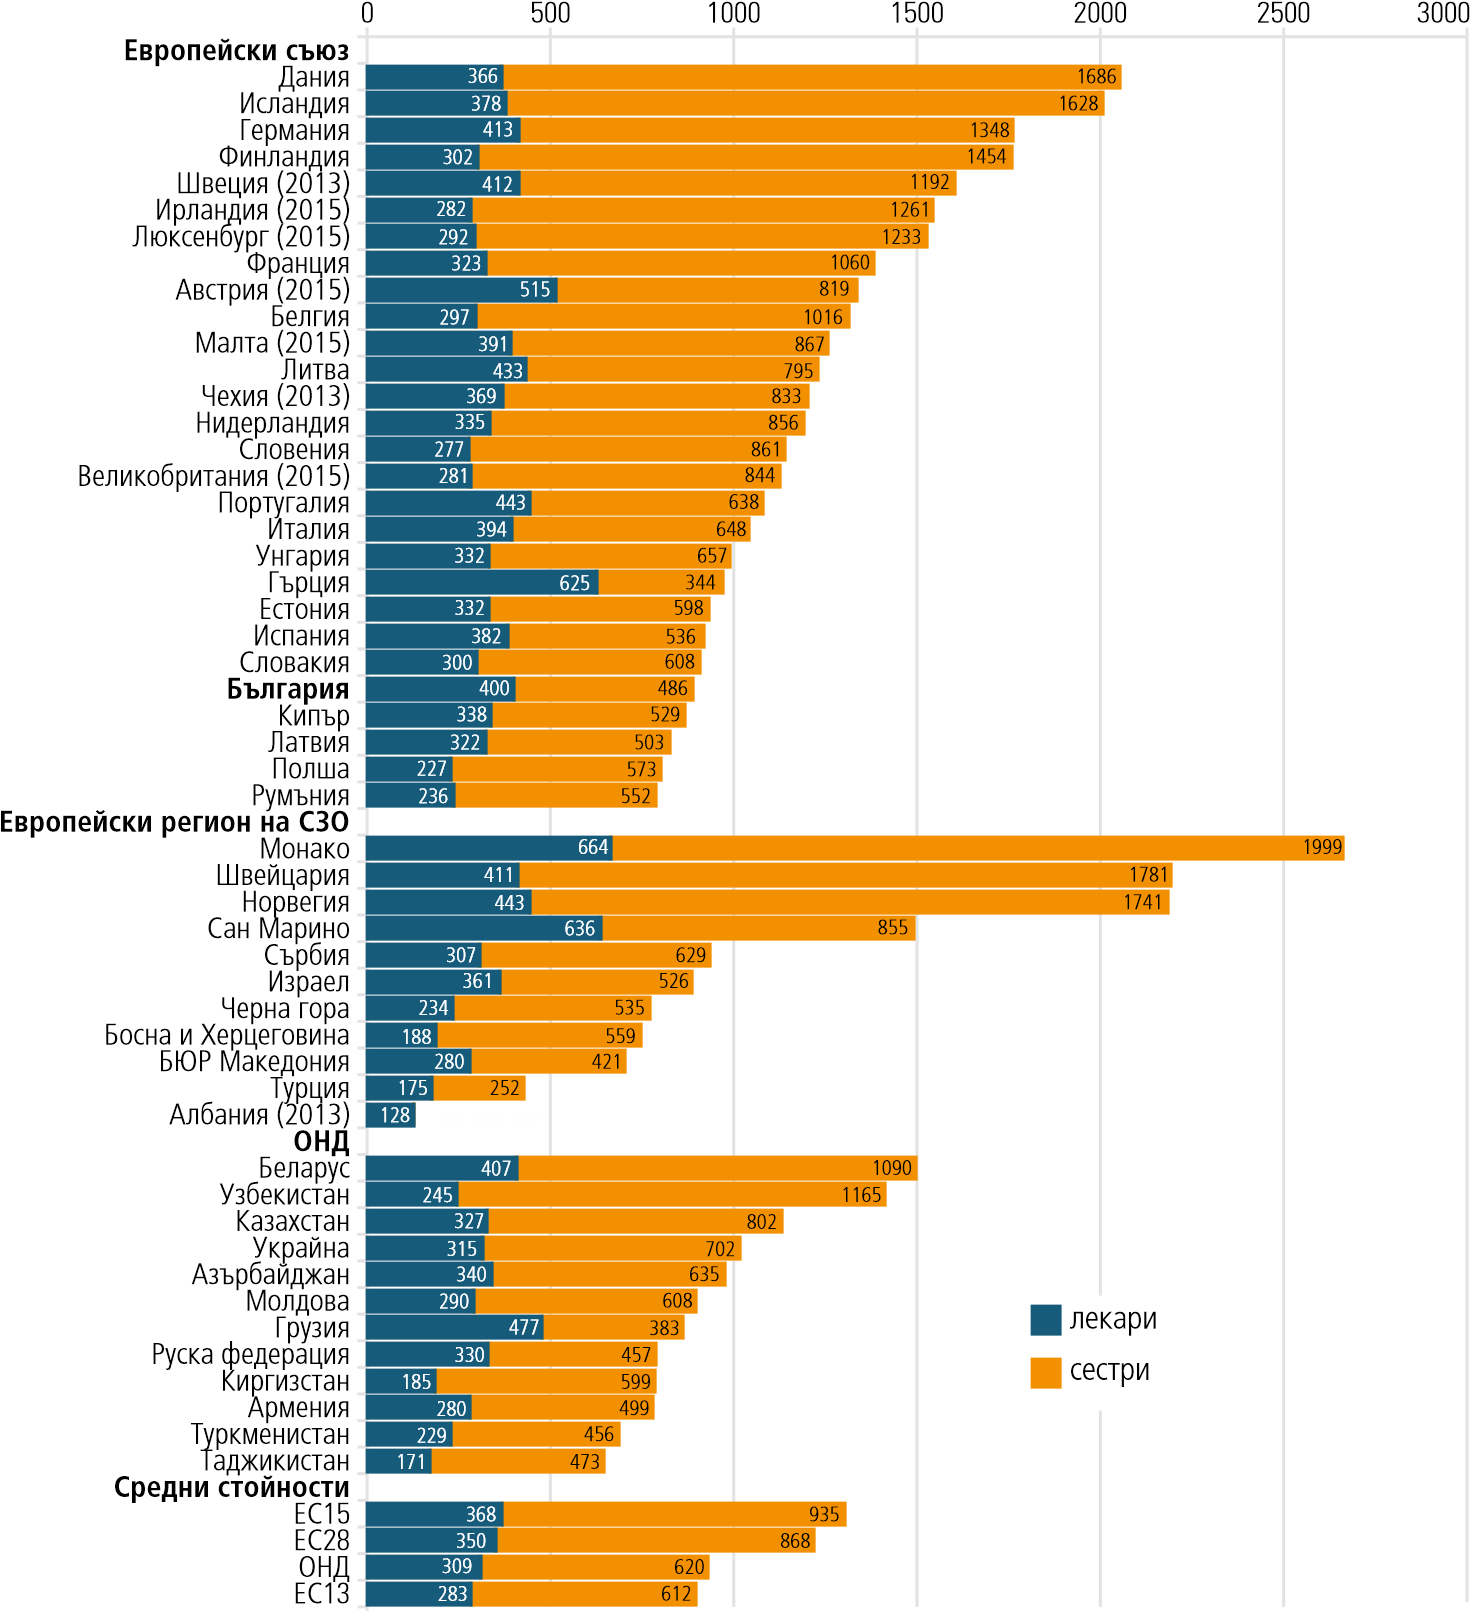 0 500 1000 1500 2000 2500 3000
Европейски съюз
Дания 366 1686
Исландия 378 1628
Германия 413 1348
Финландия 302 1454
Швеция (2013) 412 1192
Ирландия (2015) 282 1261
Люксенбург (2015) 292 1233
Франция 323 1060
Австрия (2015) 515 819
Белгия 297 1016
Малта (2015) 391 867
Литва 433 795
Чехия (2013) 369 833
Нидерландия 335 856
Словения 277 861
Великобритания (2015) 281 844
Португалия 443 638
Италия 394 648
Унгария 332 657
Гърция 625 344
Естония 332 598
Испания 382 536
Словакия 300 608
България 400 486
Кипър 338 529
Латвия 322 503
Полша 227 573
Румъния 236 552
Европейски регион на СЗО
Монако 664 1999
Швейцария 411 1781
Норвегия 443 1741
Сан Марино 636 855
Сърбия 307 629
Израел 361 526
Черна гора 234 535
Босна и Херцеговина 188 559
БЮР Македония 280 421
Турция 175 252
Албания (2013) 128
ОНД
Беларус 407 1090
Узбекистан 245 1165
Казахстан 327 802
Украйна 315 702
Азърбайджан 340 635
Молдова 290 608
Грузия 477 383
Руска федерация 330 457
Киргизстан 185 599
Армения 280 499
Туркменистан 229 456
Таджикистан 171 473
Средни стойности
ЕС15 368 935
ЕС28 350 868
ОНД 309 620
ЕС13 283 612
лекари
сестри